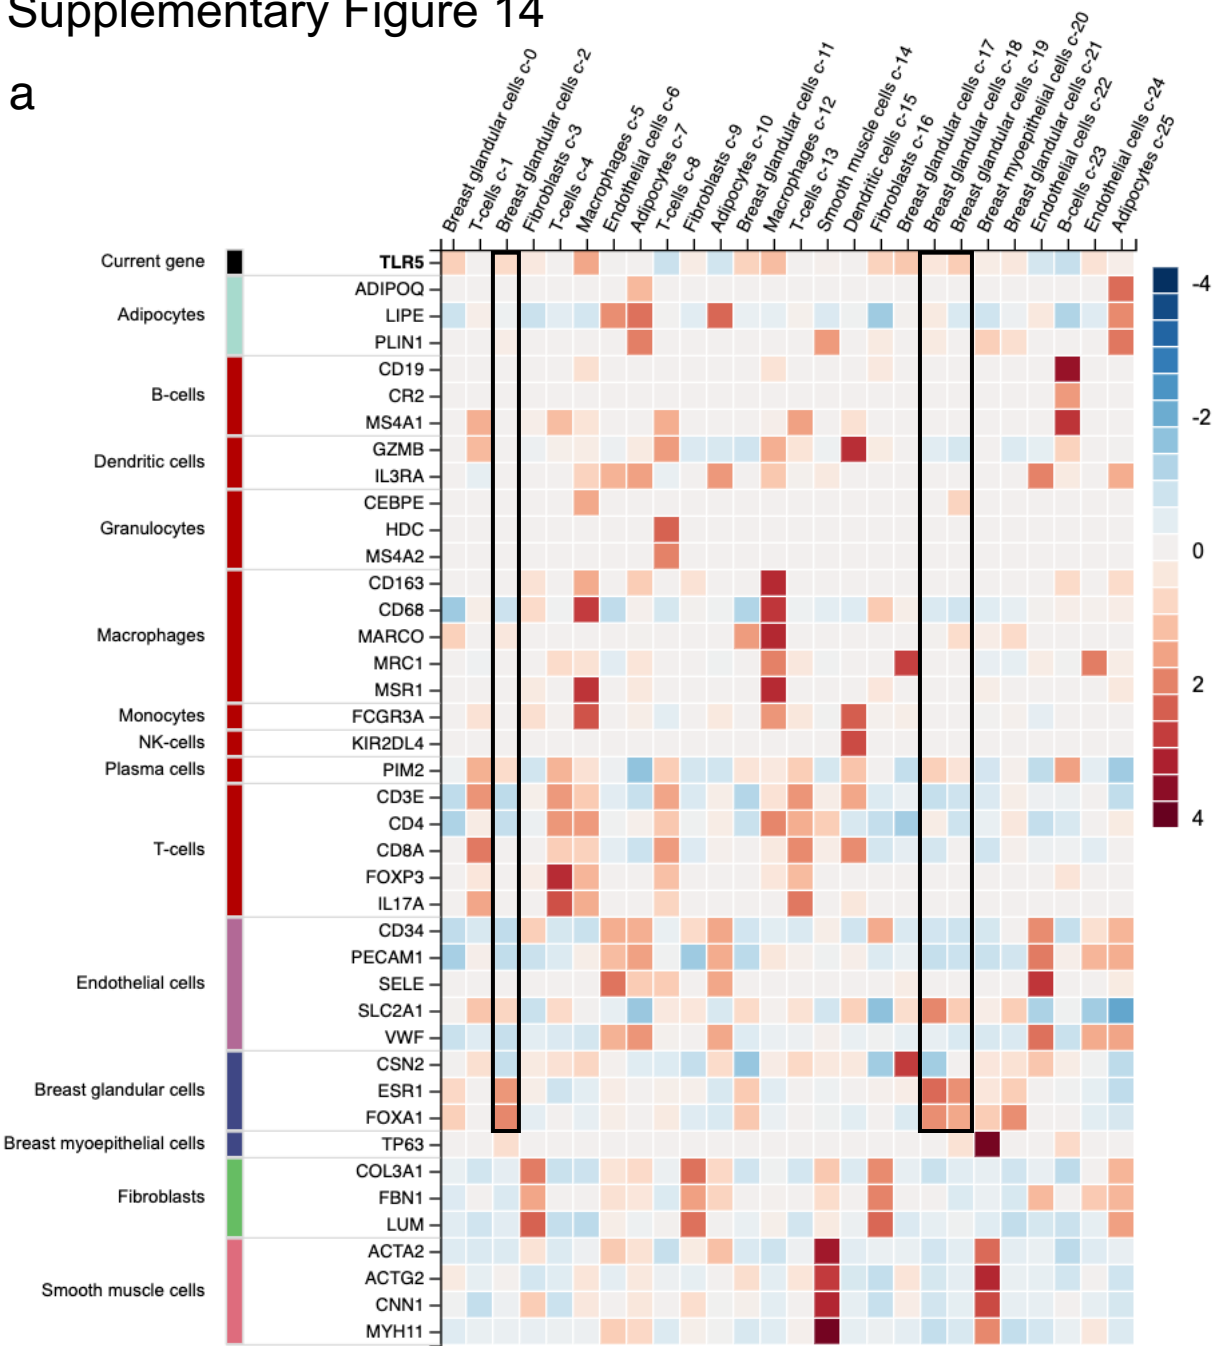 Supplementary Figure 14
a
Breast glandular cells c-0
T-cells c-1
Breast glandular cells c-2
Fibroblasts c-3
T-cells c-4
Macrophages c-5
Endothelial cells c-6
Adipocytes c-7
T-cells c-8
Fibroblasts c-9
Adipocytes c-10
Breast glandular cells c-11
Macrophages c-12
T-cells c-13
Smooth muscle cells c-14
Dendritic cells c-15
Fibroblasts c-16
Breast glandular cells c-17
Breast glandular cells c-18
Breast glandular cells c-19
Breast myoepithelial cells c-20
Breast glandular cells c-21
Endothelial cells c-22
B-cells c-23
Endothelial cells c-24
Adipocytes c-25
Current gene
TLR5
Adipocytes
ADIPOQ
LIPE
PLIN1
B-cells
CD19
CR2
MS4A1
Dendritic cells
GZMB
IL3RA
Granulocytes
CEBPE
HDC
MS4A2
Macrophages
CD163
CD68
MARCO
MRC1
MSR1
Monocytes
FCGR3A
NK-cells
KIR2DL4
Plasma cells
PIM2
T-cells
CD3E
CD4
CD8A
FOXP3
IL17A
Endothelial cells
CD34
PECAM1
SELE
SLC2A1
VWF
Breast glandular cells
CSN2
ESR1
FOXA1
Breast myoepithelial cells
TP63
Fibroblasts
COL3A1
FBN1
LUM
Smooth muscle cells
ACTA2
ACTG2
CNN1
MYH11
-4
-2
0
2
4